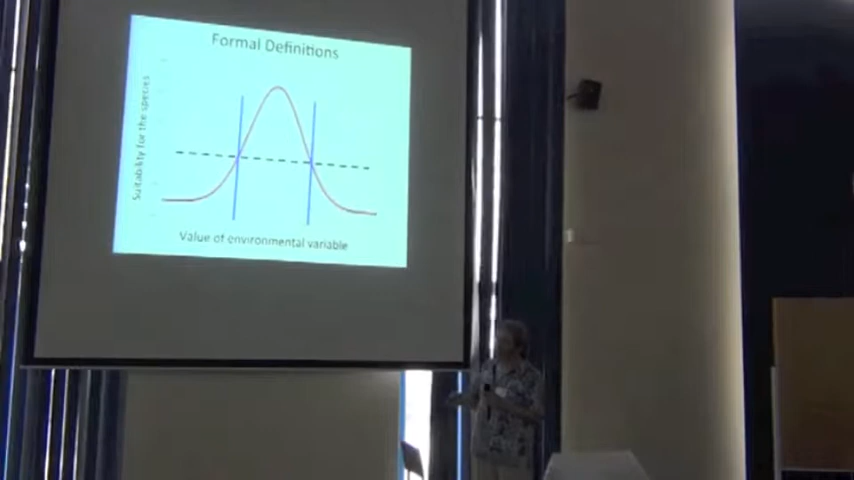 Formal Definitions
Suitability for the species
Value of environmental variable